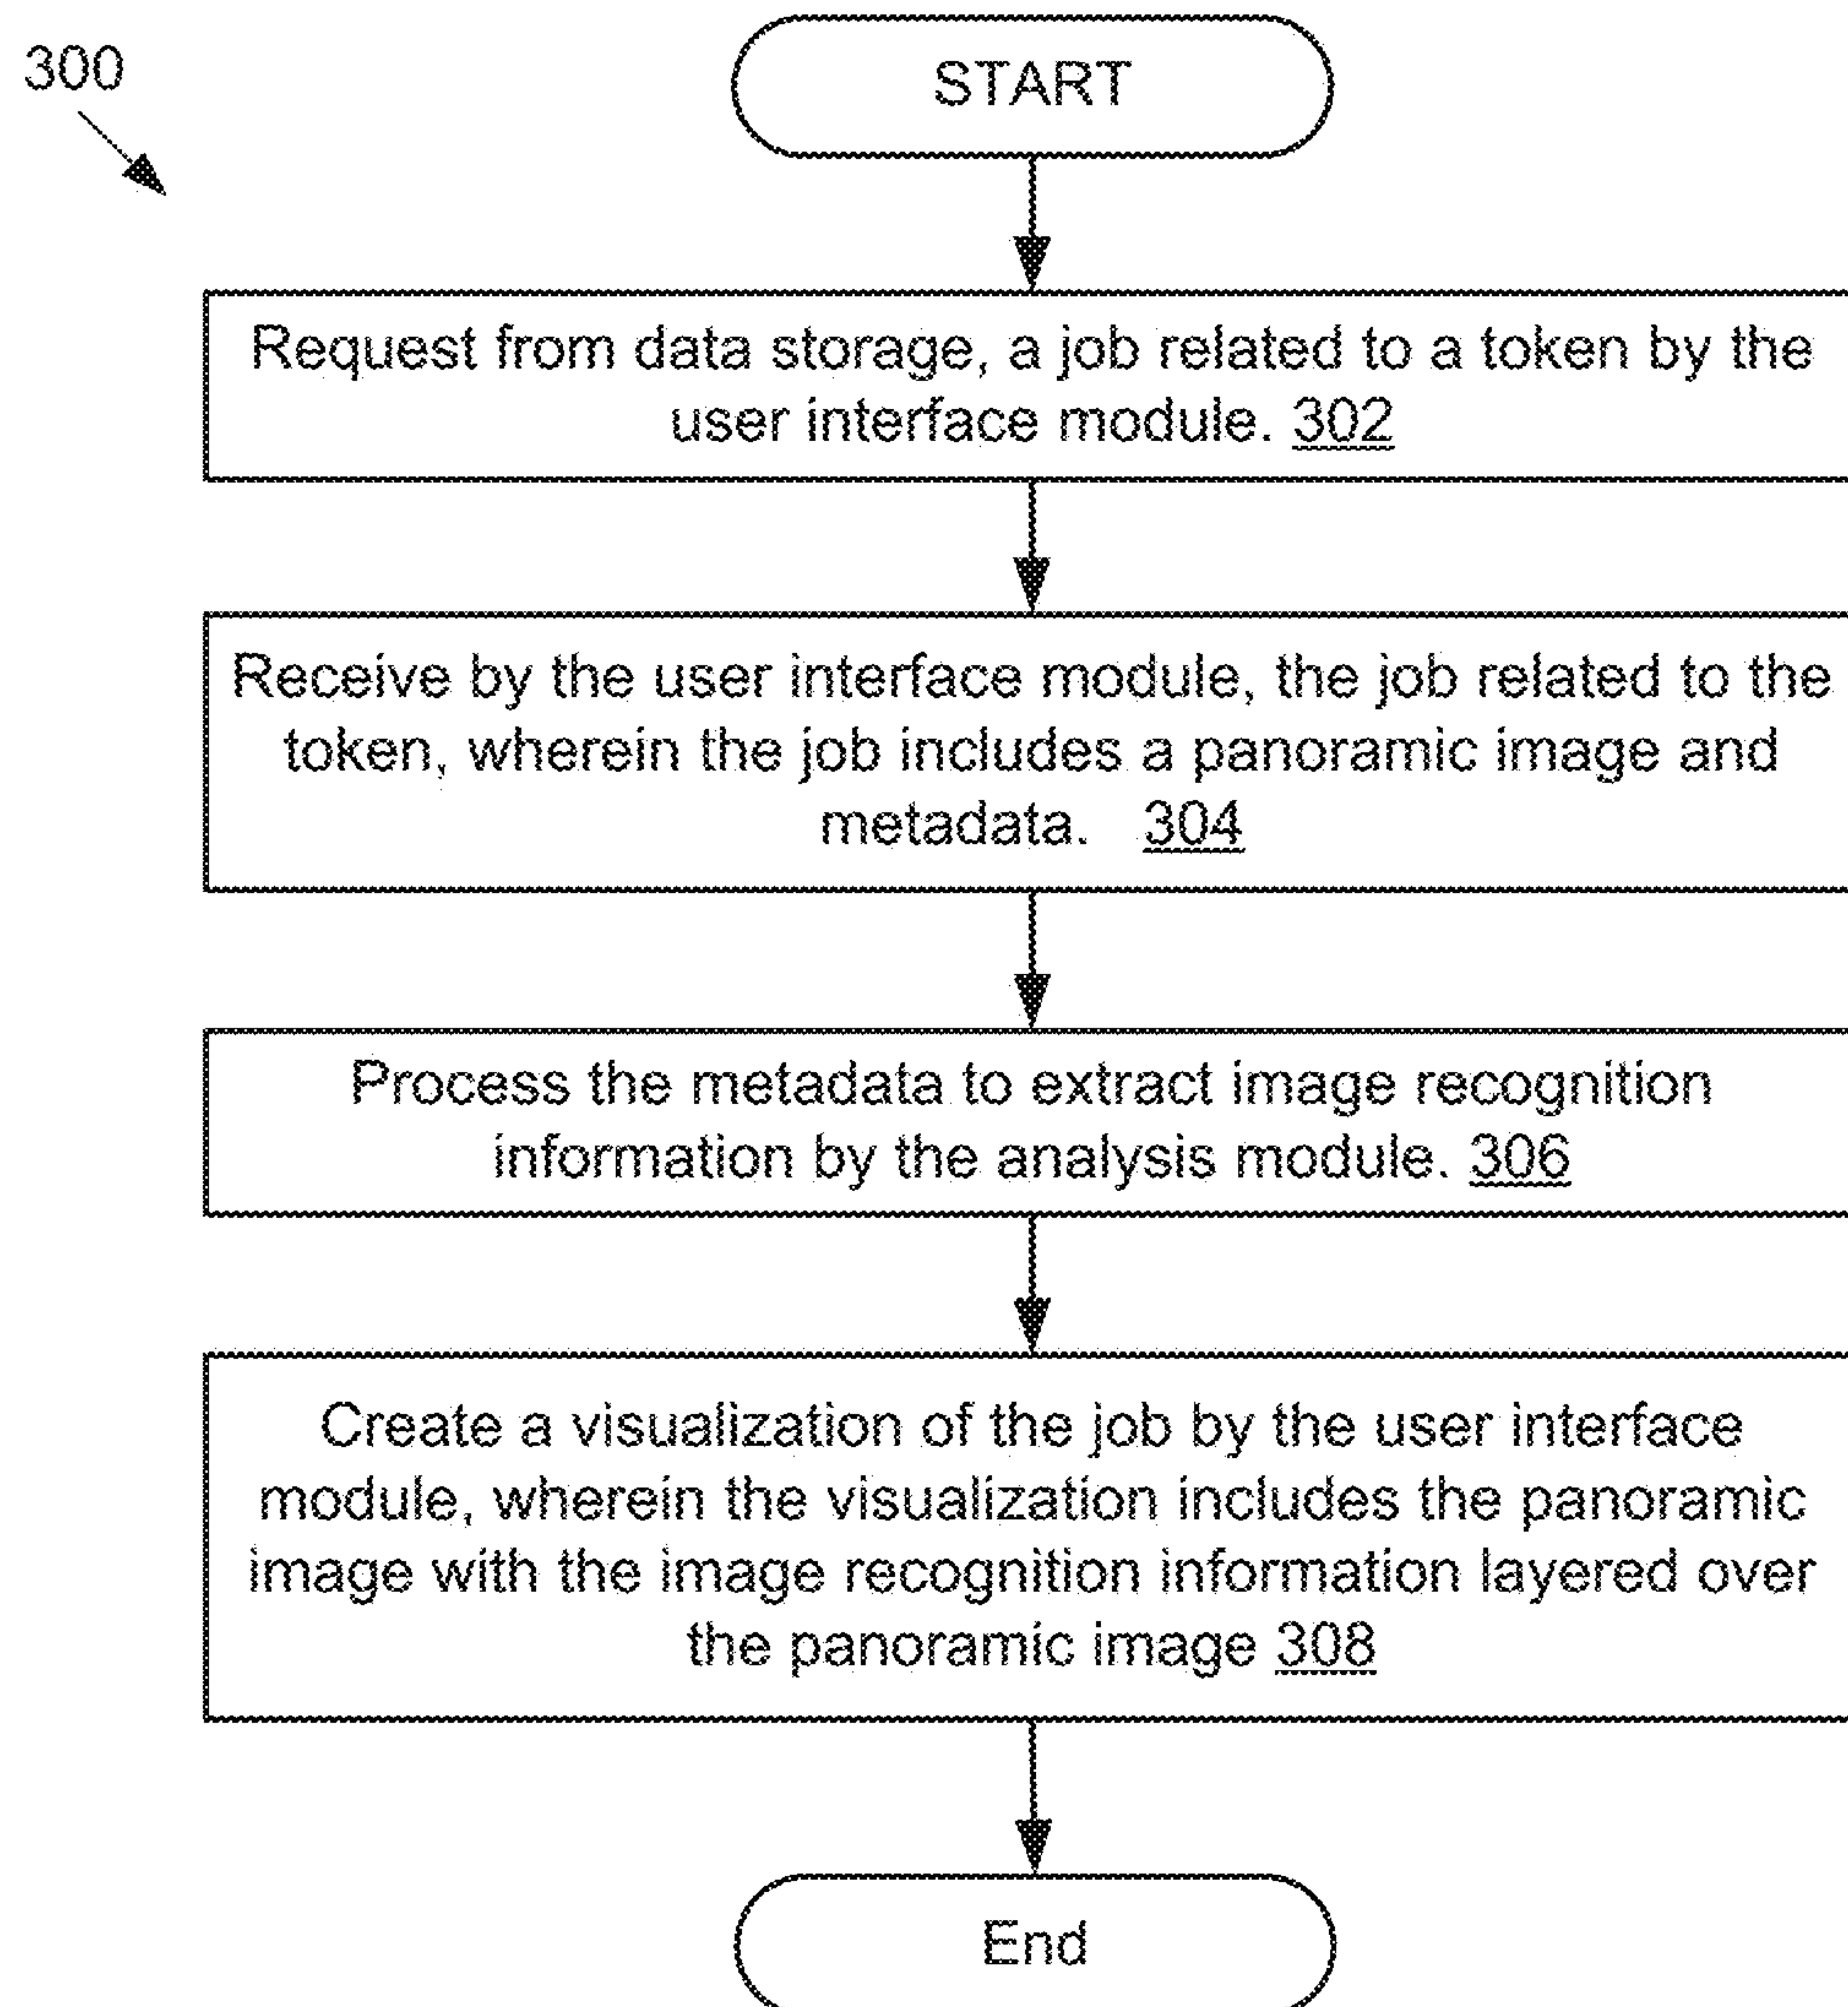 300
START
Request from data storage, a job related to a token by the
user interface module. 302
Receive by the user interface module, the job related to the
token, wherein the job includes a panoramic image and
metadata. 304
Process the metadata to extract image recognition
information by the analysis module. 306
Create a visualization of the job by the user interface
module, wherein the visualization includes the panoramic
image with the image recognition information layered over
the panoramic image 308
End